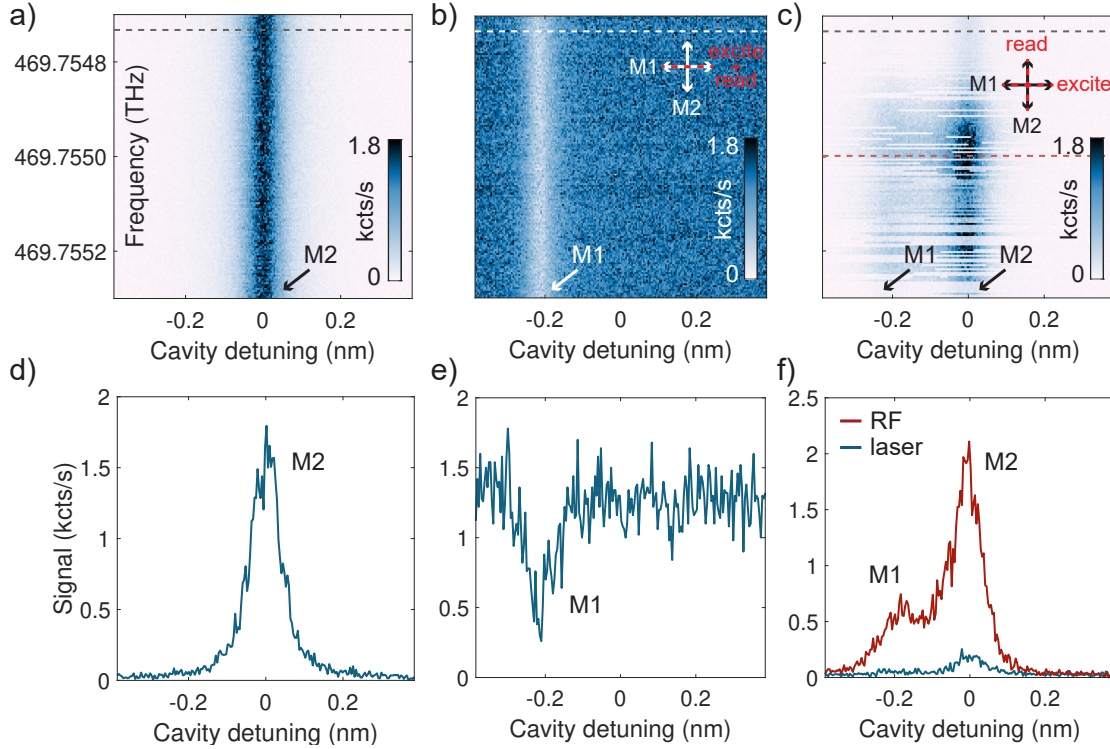 a)
Frequency (THz)
469.7548
469.7550
469.7552
1.8
kcts/s
0
M2
-0.2
0
0.2
Cavity detuning (nm)
b)
M1
excite
+
read
M2
1.8
kcts/s
0
M1
-0.2
0
0.2
Cavity detuning (nm)
c)
read
M1
excite
M2
1.8
kcts/s
0
M1
M2
-0.2
0
0.2
Cavity detuning (nm)
d)
Signal (kcts/s)
2
1.5
1
0.5
0
M2
-0.2
0
0.2
Cavity detuning (nm)
e)
2
1.5
1
0.5
0
M1
-0.2
0
0.2
Cavity detuning (nm)
f)
2.5
2
1.5
1
0.5
0
RF
laser
M2
M1
-0.2
0
0.2
Cavity detuning (nm)